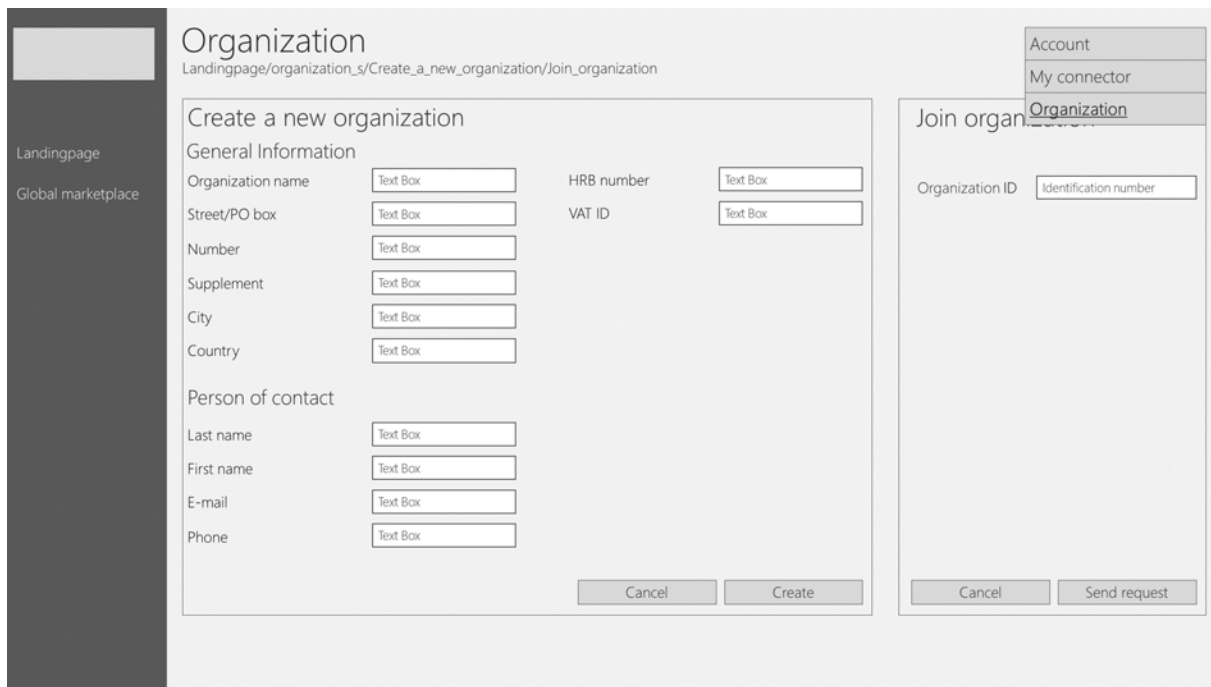 Organization
Landingpage/organization_s/Create_a_new_organization/Join_organization
Account
My connector
Organization
Landingpage
Global marketplace
Create a new organization
General Information
Organization name Text Box HRB number Text Box
Street/PO box Text Box VAT ID Text Box
Number Text Box
Supplement Text Box
City Text Box
Country Text Box
Person of contact
Last name Text Box
First name Text Box
E-mail Text Box
Phone Text Box
Cancel Create
Join organization
Organization ID Identification number
Cancel Send request